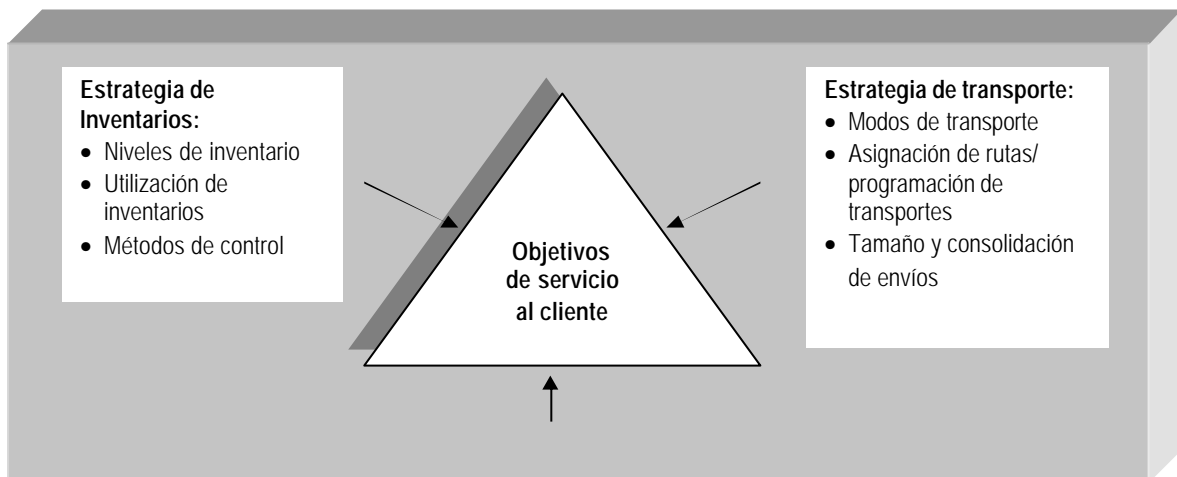 Estrategia de
Inventarios:
• Niveles de inventario
• Utilización de
inventarios
• Métodos de control
Objetivos
de servicio
al cliente
Estrategia de transporte:
• Modos de transporte
• Asignación de rutas/
programación de
transportes
• Tamaño y consolidación
de envíos